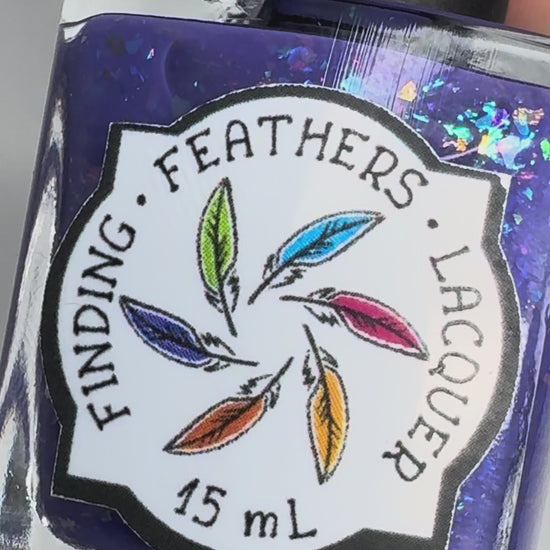 FINDING · FEATHERS · LACQUER
15 mL